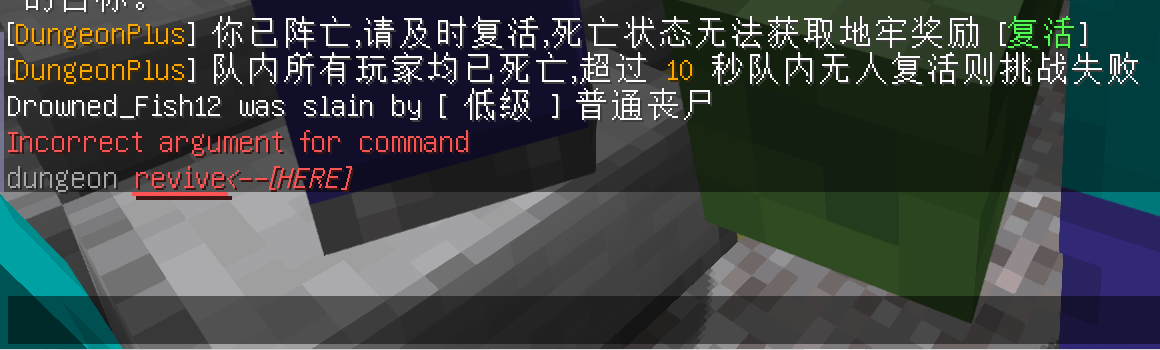 的目标。
[DungeonPlus] 你已阵亡,请及时复活,死亡状态无法获取地牢奖励 [复活]
[DungeonPlus] 队内所有玩家均已死亡,超过 10 秒队内无人复活则挑战失败
Drowned_Fish12 was slain by [ 低级 ] 普通丧尸
Incorrect argument for command
dungeon revive<--[HERE]